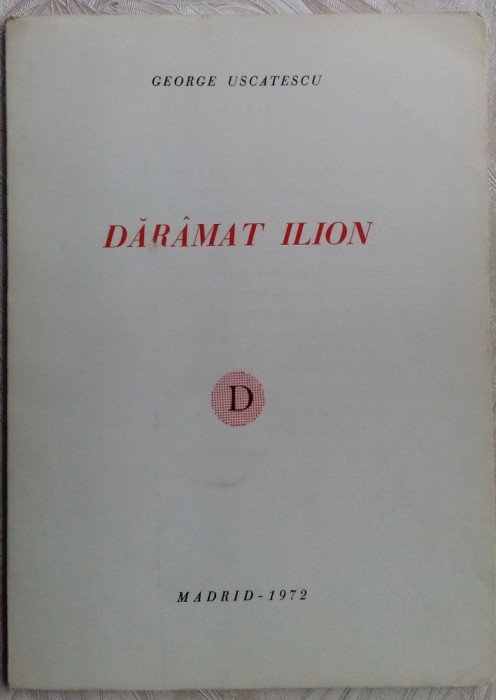 GEORGE USCATESCU
DĂRÂMAT ILION
D
MADRID - 1972